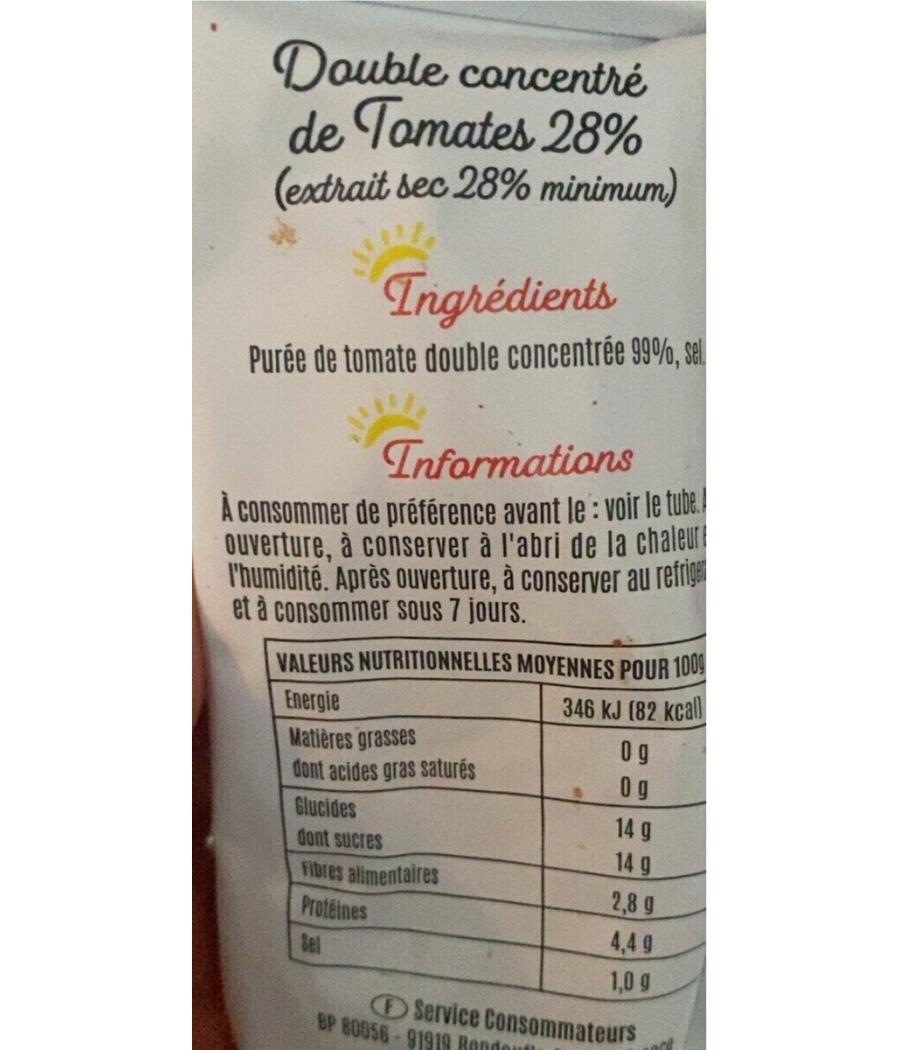 Double concentré
de Tomates 28%
(extrait sec 28% minimum)
Ingrédients
Purée de tomate double concentrée 99%, sel.
Informations
À consommer de préférence avant le : voir le tube.
ouverture, à conserver à l'abri de la chaleur
l'humidité. Après ouverture, à conserver au
et à consommer sous 7 jours.
VALEURS NUTRITIONNELLES MOYENNES POUR 100g
Energie 346 kJ (82 kcal)
Matières grasses 0 g
dont acides gras saturés 0 g
Glucides 14 g
dont sucres 14 g
Fibres alimentaires 2,8 g
Protéines 4,4 g
Sel 1,0 g
F Service Consommateurs
BP 80056 - 91919